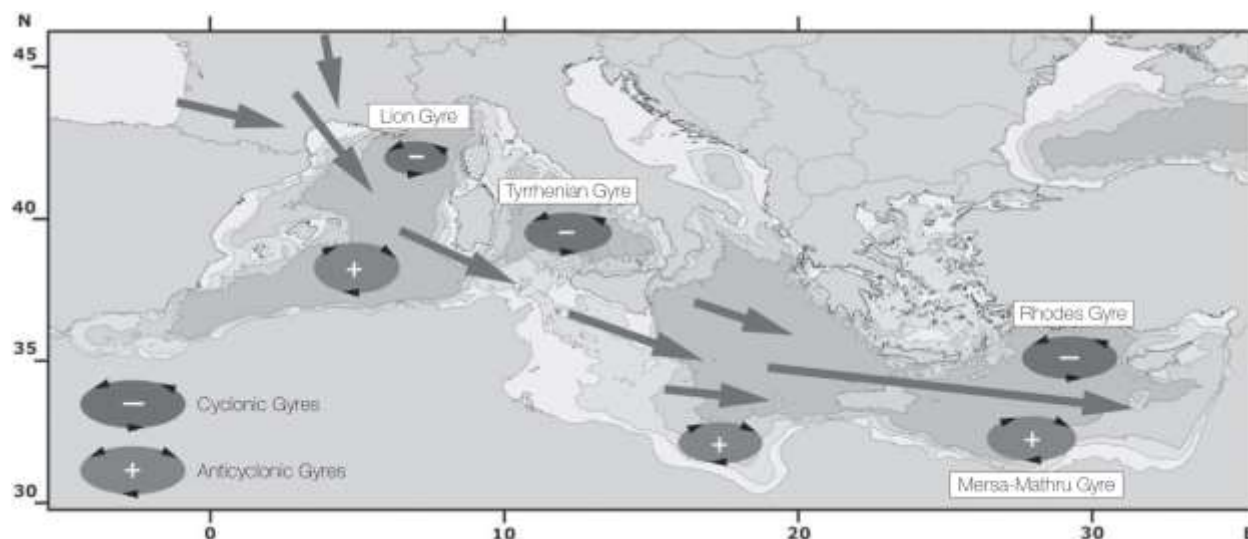 N
45
Lion Gyre
−
Tyrrhenian Gyre
40
−
+
Rhodes Gyre
35
−
−
Cyclonic Gyres
+
+
+
Anticyclonic Gyres
Mersa-Mathru Gyre
30
0
10
20
30